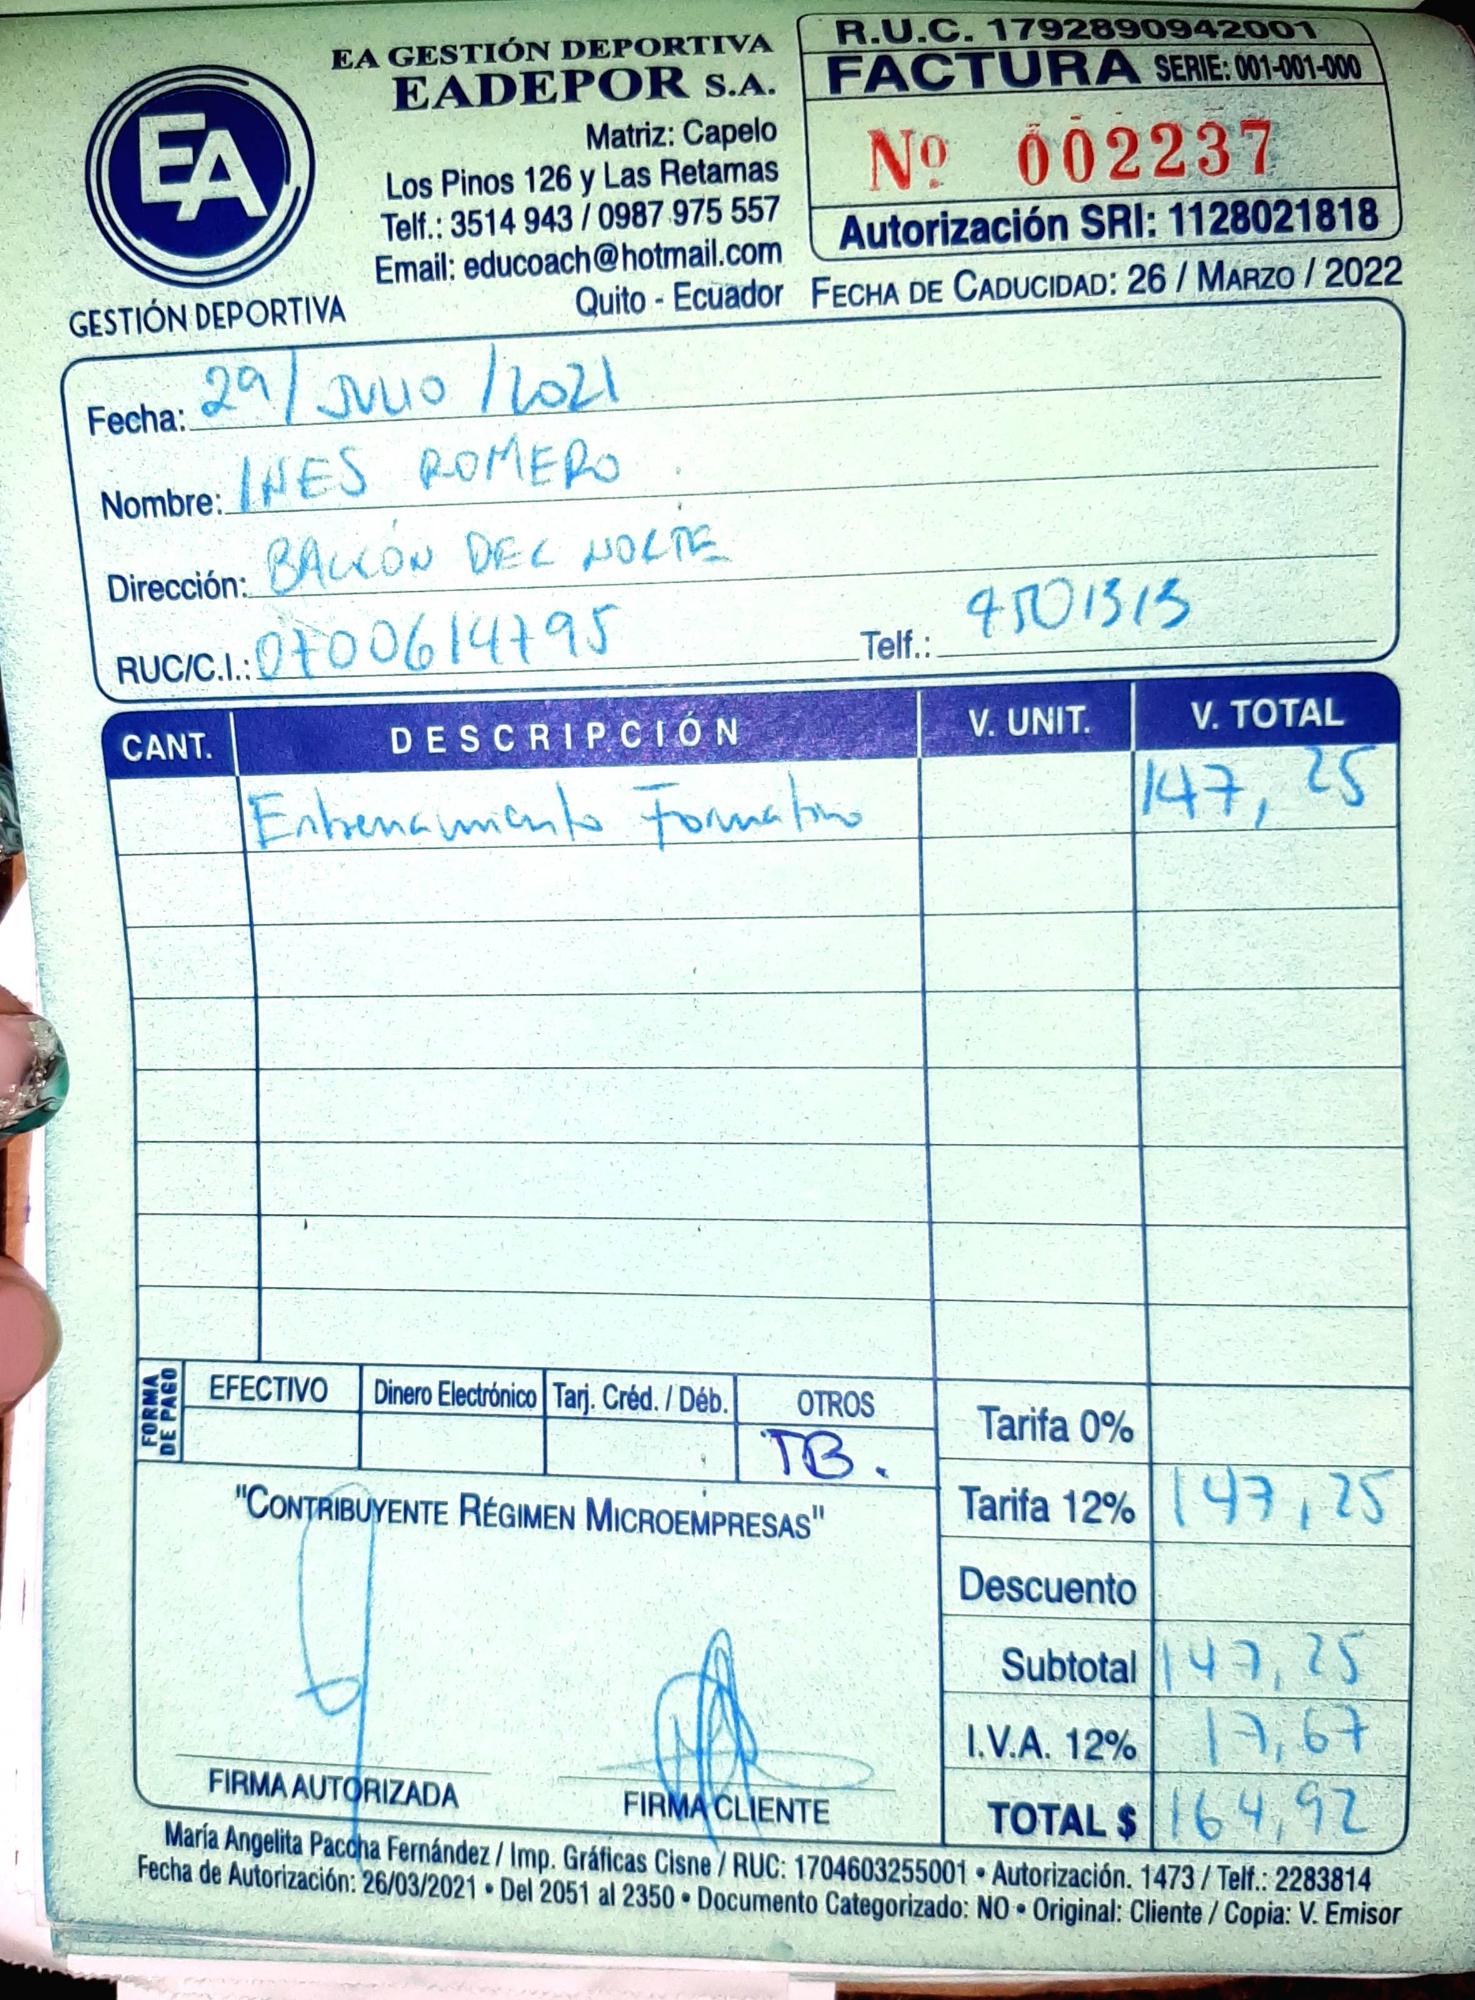 EA GESTIÓN DEPORTIVA
EADEPOR S.A.
Matriz: Capelo
Los Pinos 126 y Las Retamas
Telf.: 3514 943 / 0987 975 557
Email: educoach@hotmail.com
Quito - Ecuador
EA
GESTIÓN DEPORTIVA
R.U.C. 1792890942001
FACTURA SERIE: 001-001-000
Nº 002237
Autorización SRI: 1128021818
FECHA DE CADUCIDAD: 26 / MARZO / 2022
Fecha: 29 / JULIO / 2021
Nombre: INES ROMERO
Dirección: BALCÓN DEL NORTE
RUC/C.I.: 0700614795 Telf.: 9501313
CANT. DESCRIPCIÓN V. UNIT. V. TOTAL
Entrenamiento Formativo 147,25
FORMA DE PAGO
EFECTIVO Dinero Electrónico Tarj. Créd. / Déb. OTROS
TB.
Tarifa 0%
Tarifa 12% 147,25
Descuento
Subtotal 147,25
I.V.A. 12% 17,67
TOTAL $ 164,92
"CONTRIBUYENTE RÉGIMEN MICROEMPRESAS"
FIRMA AUTORIZADA FIRMA CLIENTE
María Angelita Paccha Fernández / Imp. Gráficas Cisne / RUC: 1704603255001 • Autorización. 1473 / Telf.: 2283814
Fecha de Autorización: 26/03/2021 • Del 2051 al 2350 • Documento Categorizado: NO • Original: Cliente / Copia: V. Emisor